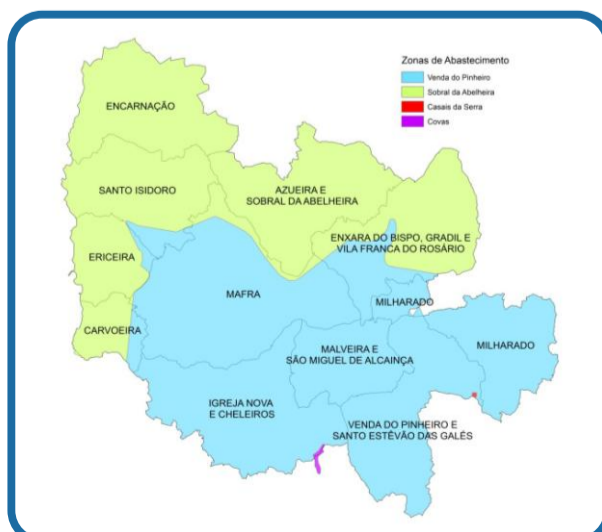 Zonas de Abastecimento
Venda do Pinheiro
Sobral da Abelheira
Casais da Serra
Covas
ENCARNAÇÃO
SANTO ISIDORO
AZUEIRA E
SOBRAL DA ABELHEIRA
ENXARA DO BISPO, GRADIL E
VILA FRANCA DO ROSÁRIO
ERICEIRA
MAFRA
MILHARADO
CARVOEIRA
MALVEIRA E
SÃO MIGUEL DE ALCAINÇA
MILHARADO
IGREJA NOVA
E CHELEIROS
VENDA DO PINHEIRO E
SANTO ESTÊVÃO DAS GALÉS